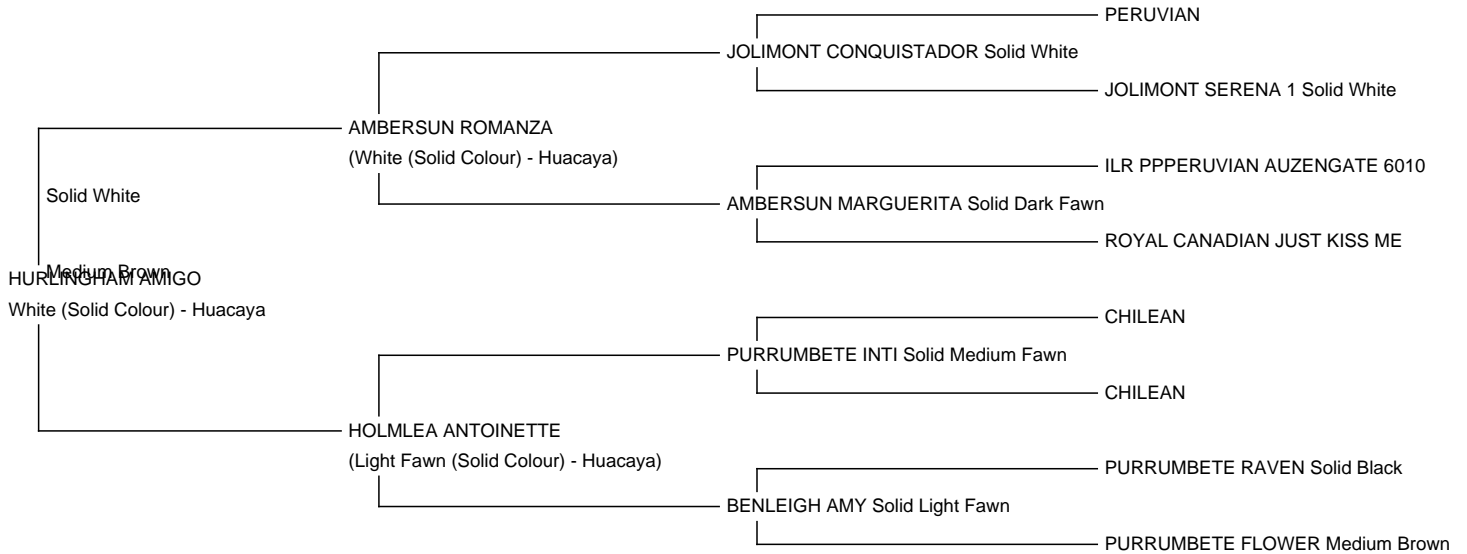 PERUVIAN
JOLIMONT CONQUISTADOR Solid White
JOLIMONT SERENA 1 Solid White
AMBERSUN ROMANZA
(White (Solid Colour) - Huacaya)
ILR PPPERUVIAN AUZENGATE 6010
Solid White
AMBERSUN MARGUERITA Solid Dark Fawn
ROYAL CANADIAN JUST KISS ME
Medium Brown
HURLINGHAM AMIGO
White (Solid Colour) - Huacaya
CHILEAN
PURRUMBETE INTI Solid Medium Fawn
CHILEAN
HOLMLEA ANTOINETTE
(Light Fawn (Solid Colour) - Huacaya)
PURRUMBETE RAVEN Solid Black
BENLEIGH AMY Solid Light Fawn
PURRUMBETE FLOWER Medium Brown